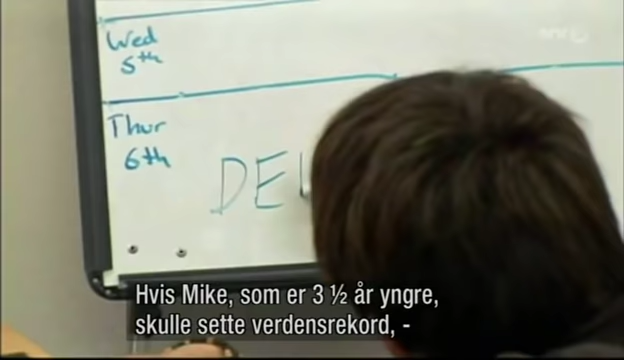 Wed
5th
Thur
6th
DE
Hvis Mike, som er 3 ½ år yngre,
skulle sette verdensrekord, -